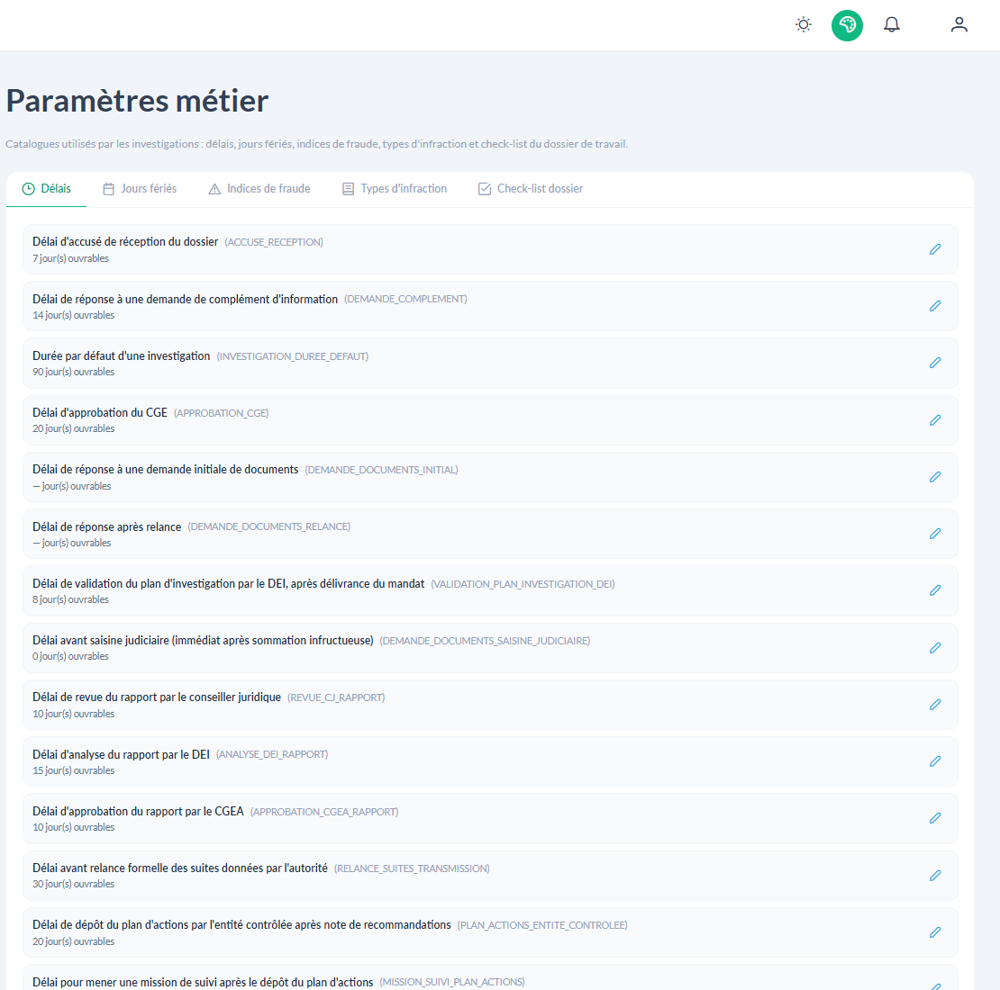 Paramètres métier
Catalogues utilisés par les investigations : délais, jours fériés, indices de fraude, types d'infraction et check-list du dossier de travail.
Délais Jours fériés Indices de fraude Types d'infraction Check-list dossier
Délai d'accusé de réception du dossier (ACCUSE_RECEPTION)
7 jour(s) ouvrables
Délai de réponse à une demande de complément d'information (DEMANDE_COMPLEMENT)
14 jour(s) ouvrables
Durée par défaut d'une investigation (INVESTIGATION_DUREE_DEFAUT)
90 jour(s) ouvrables
Délai d'approbation du CGE (APPROBATION_CGE)
20 jour(s) ouvrables
Délai de réponse à une demande initiale de documents (DEMANDE_DOCUMENTS_INITIAL)
— jour(s) ouvrables
Délai de réponse après relance (DEMANDE_DOCUMENTS_RELANCE)
— jour(s) ouvrables
Délai de validation du plan d'investigation par le DEI, après délivrance du mandat (VALIDATION_PLAN_INVESTIGATION_DEI)
8 jour(s) ouvrables
Délai avant saisine judiciaire (immédiat après sommation infructueuse) (DEMANDE_DOCUMENTS_SAISINE_JUDICIAIRE)
0 jour(s) ouvrables
Délai de revue du rapport par le conseiller juridique (REVUE_CJ_RAPPORT)
10 jour(s) ouvrables
Délai d'analyse du rapport par le DEI (ANALYSE_DEI_RAPPORT)
15 jour(s) ouvrables
Délai d'approbation du rapport par le CGEA (APPROBATION_CGEA_RAPPORT)
10 jour(s) ouvrables
Délai avant relance formelle des suites données par l'autorité (RELANCE_SUITES_TRANSMISSION)
30 jour(s) ouvrables
Délai de dépôt du plan d'actions par l'entité contrôlée après note de recommandations (PLAN_ACTIONS_ENTITE_CONTROLEE)
20 jour(s) ouvrables
Délai pour mener une mission de suivi après le dépôt du plan d'actions (MISSION_SUIVI_PLAN_ACTIONS)